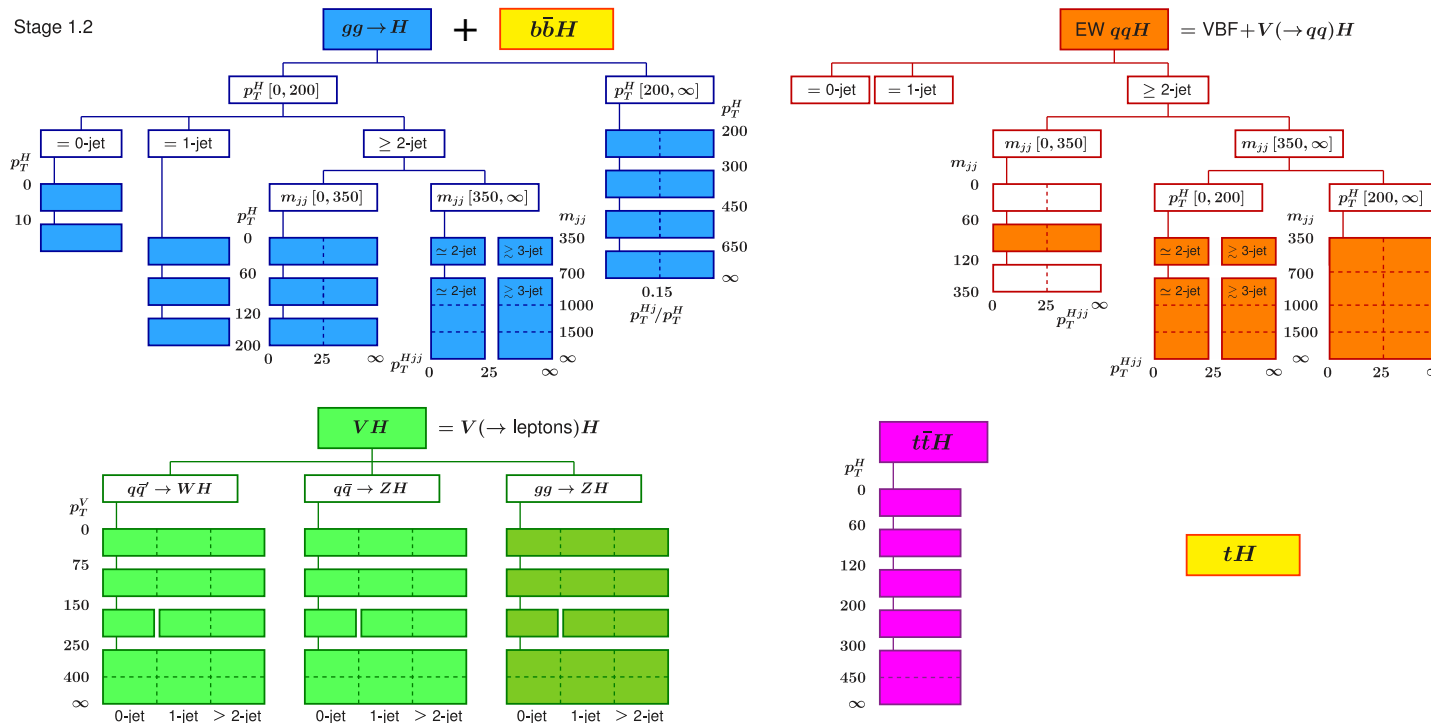 Stage 1.2
gg → H + bb̄H
p_T^H [0, 200]
p_T^H [200, ∞]
= 0-jet
= 1-jet
≥ 2-jet
m_jj [0, 350]
m_jj [350, ∞]
p_T^H
0
10
p_T^H
0
60
120
200
0 25 ∞
≃ 2-jet ≳ 3-jet
≃ 2-jet ≳ 3-jet
m_jj
350
700
1000
1500
∞
p_T^Hjj
0 25 ∞
p_T^H
200
300
450
650
∞
0.15
p_T^Hj/p_T^H
EW qqH = VBF + V(→ qq)H
= 0-jet
= 1-jet
≥ 2-jet
m_jj [0, 350]
m_jj [350, ∞]
m_jj
0
60
120
350
0 25 ∞
p_T^Hjj
p_T^H [0, 200]
p_T^H [200, ∞]
≃ 2-jet ≳ 3-jet
≃ 2-jet ≳ 3-jet
m_jj
350
700
1000
1500
∞
p_T^Hjj
0 25 ∞
0 25
VH = V(→ leptons)H
qq̄′ → WH
qq̄ → ZH
gg → ZH
p_T^V
0
75
150
250
400
∞
0-jet 1-jet ≥ 2-jet
0-jet 1-jet ≥ 2-jet
0-jet 1-jet ≥ 2-jet
tt̄H
p_T^H
0
60
120
200
300
450
∞
tH